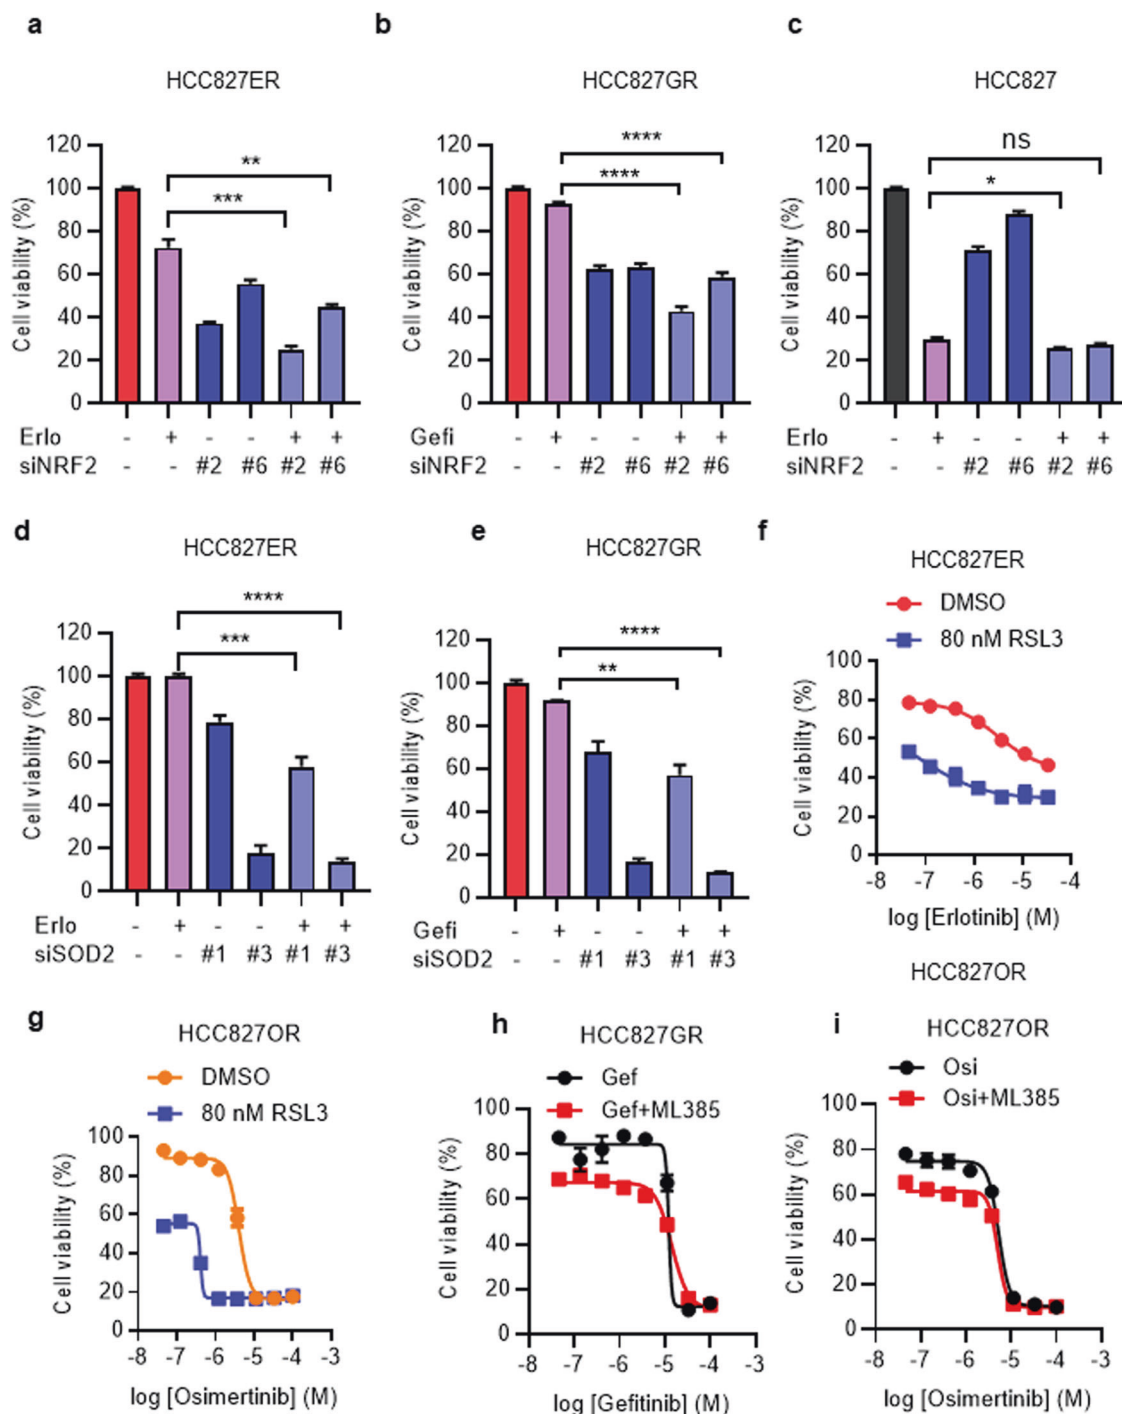 a
HCC827ER
Cell viability (%)
120
100
80
60
40
20
0
**
***
Erlo - + - - + +
siNRF2 - - #2 #6 #2 #6
b
HCC827GR
Cell viability (%)
120
100
80
60
40
20
0
****
****
Gefi - + - - + +
siNRF2 - - #2 #6 #2 #6
c
HCC827
Cell viability (%)
120
100
80
60
40
20
0
ns
*
Erlo - + - - + +
siNRF2 - - #2 #6 #2 #6
d
HCC827ER
Cell viability (%)
120
100
80
60
40
20
0
****
***
Erlo - + - - + +
siSOD2 - - #1 #3 #1 #3
e
HCC827GR
Cell viability (%)
120
100
80
60
40
20
0
****
**
Gefi - + - - + +
siSOD2 - - #1 #3 #1 #3
f
HCC827ER
DMSO
80 nM RSL3
Cell viability (%)
100
80
60
40
20
0
-8 -7 -6 -5 -4
log [Erlotinib] (M)
g
HCC827OR
DMSO
80 nM RSL3
Cell viability (%)
100
80
60
40
20
0
-8 -7 -6 -5 -4 -3
log [Osimertinib] (M)
h
HCC827GR
Gef
Gef+ML385
Cell viability (%)
100
80
60
40
20
0
-8 -7 -6 -5 -4 -3
log [Gefitinib] (M)
HCC827OR
i
HCC827OR
Osi
Osi+ML385
Cell viability (%)
100
80
60
40
20
0
-8 -7 -6 -5 -4 -3
log [Osimertinib] (M)